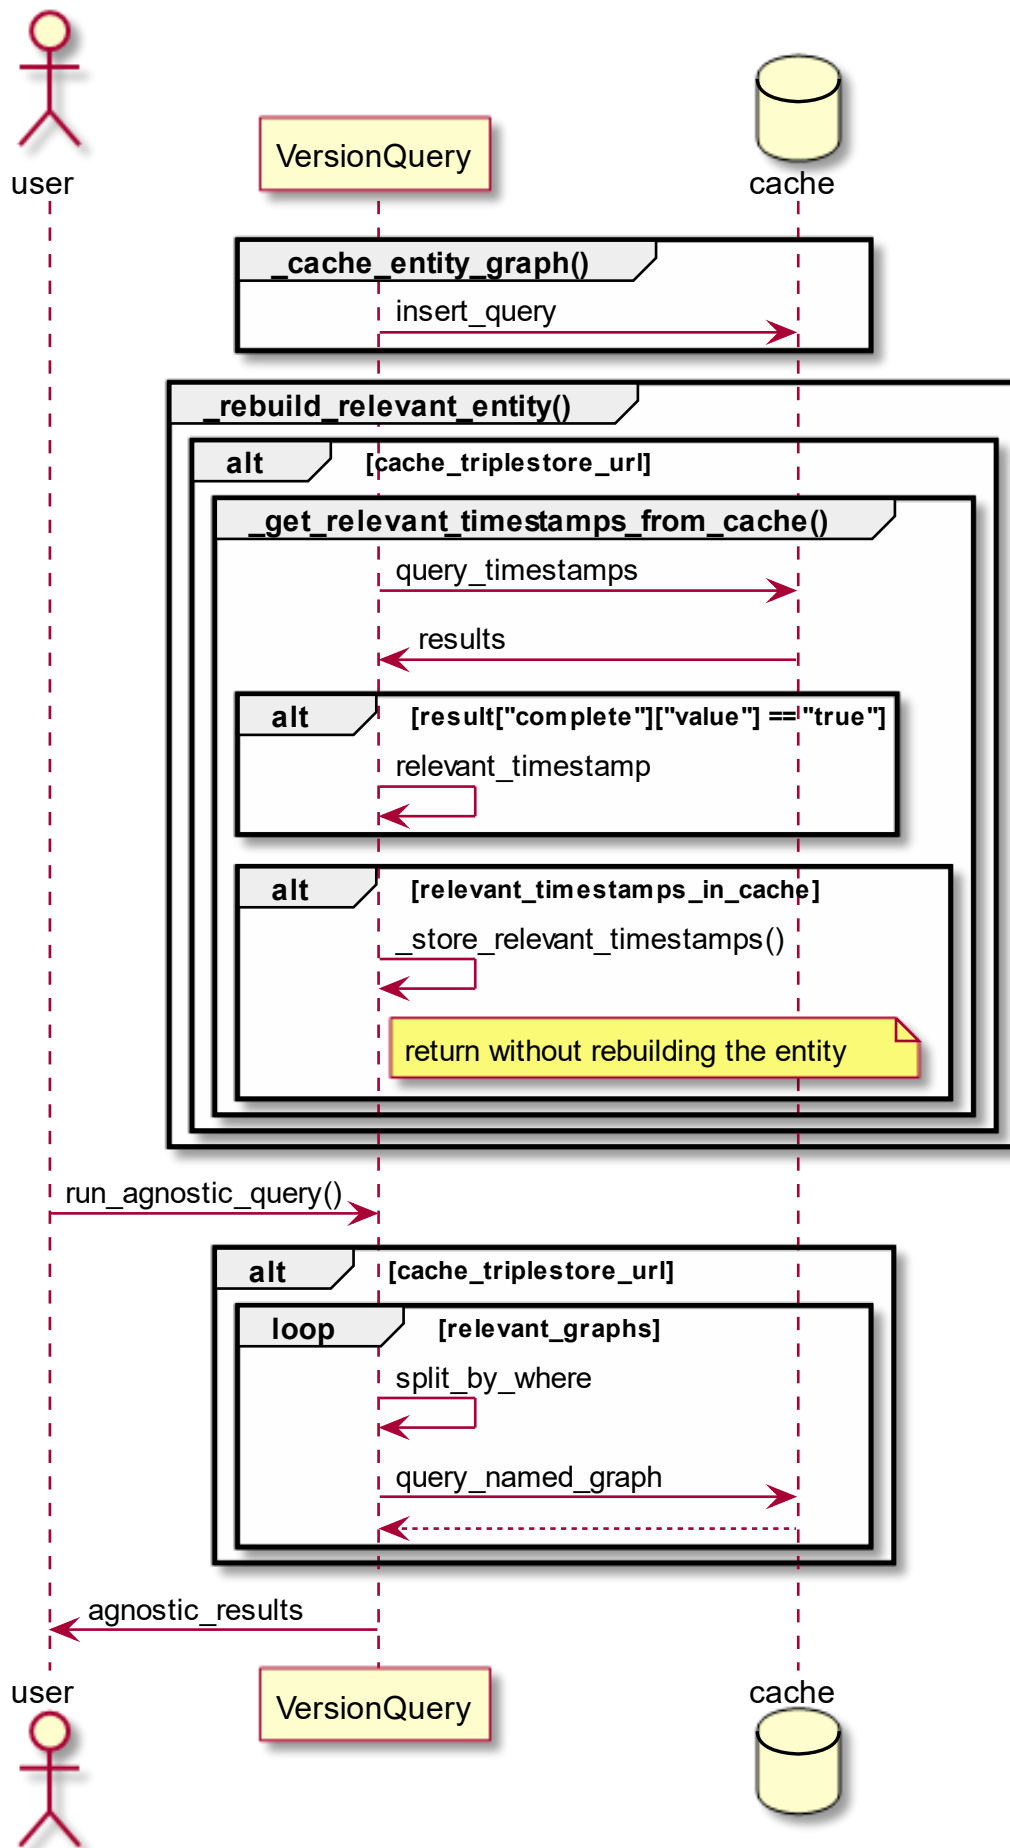 user
VersionQuery
cache
_cache_entity_graph()
insert_query
_rebuild_relevant_entity()
alt [cache_triplestore_url]
_get_relevant_timestamps_from_cache()
query_timestamps
results
alt [result["complete"]["value"] == "true"]
relevant_timestamp
alt [relevant_timestamps_in_cache]
_store_relevant_timestamps()
return without rebuilding the entity
run_agnostic_query()
alt [cache_triplestore_url]
loop [relevant_graphs]
split_by_where
query_named_graph
agnostic_results
user
VersionQuery
cache